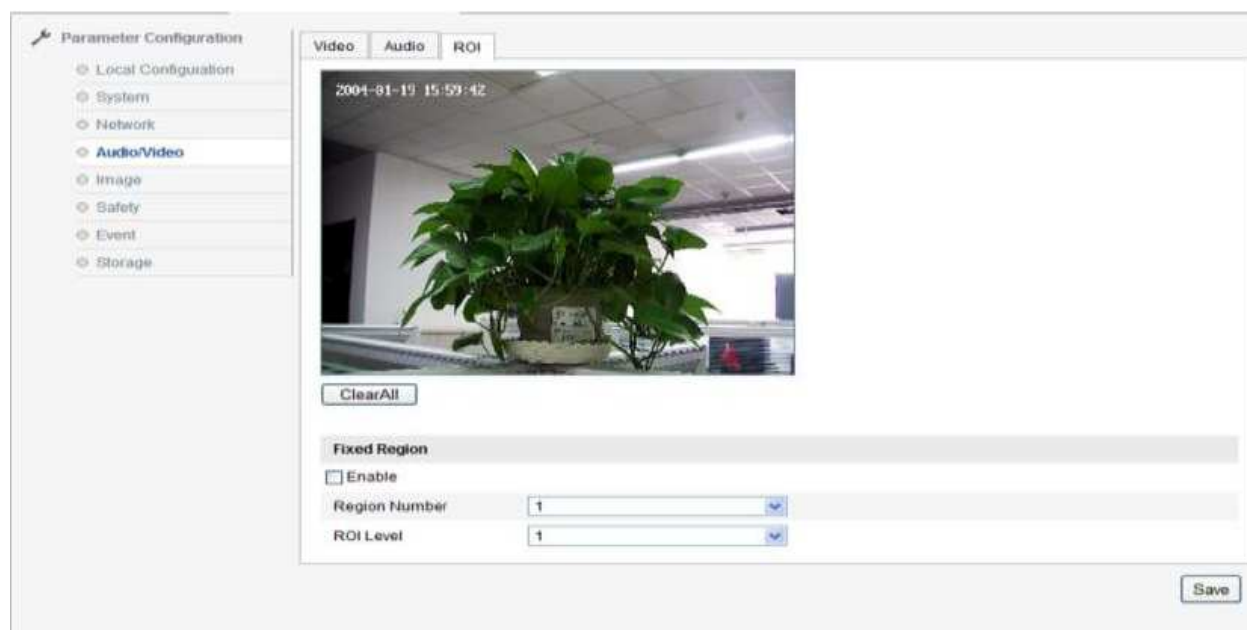 Parameter Configuration
Local Configuration
System
Network
Audio/Video
Image
Safety
Event
Storage
Video Audio ROI
2004-01-19 15:59:42
ClearAll
Fixed Region
Enable
Region Number 1
ROI Level 1
Save